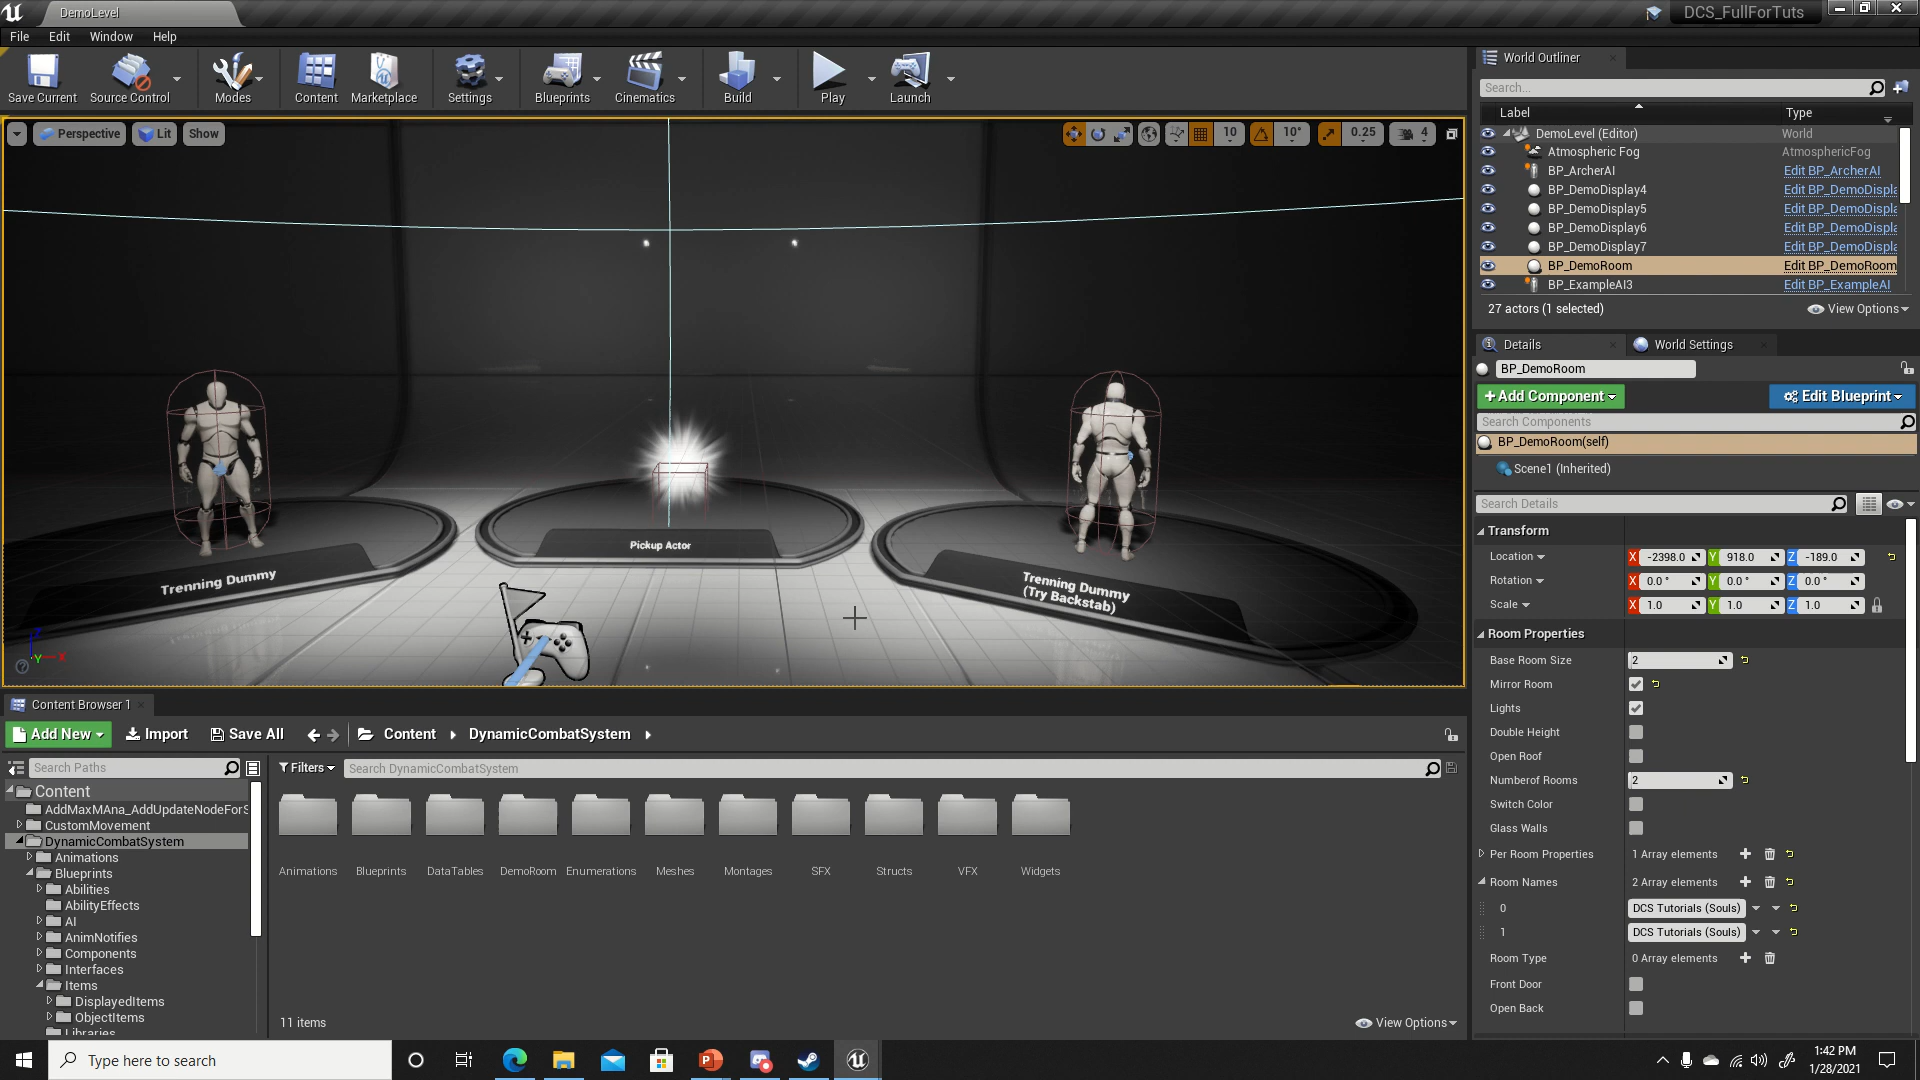 DemoLevel
DCS_FullForTuts
File Edit Window Help
Save Current Source Control Modes Content Marketplace Settings Blueprints Cinematics Build Play Launch
Perspective Lit Show
10 10° 0.25 4
Pickup Actor
Trenning Dummy
Trenning Dummy
(Try Backstab)
Z
Y X
World Outliner
Search...
Label Type
DemoLevel (Editor) World
Atmospheric Fog AtmosphericFog
BP_ArcherAI Edit BP_ArcherAI
BP_DemoDisplay4 Edit BP_DemoDispla
BP_DemoDisplay5 Edit BP_DemoDispla
BP_DemoDisplay6 Edit BP_DemoDispla
BP_DemoDisplay7 Edit BP_DemoDispla
BP_DemoRoom Edit BP_DemoRoom
BP_ExampleAI3 Edit BP_ExampleAI
27 actors (1 selected) View Options
Details World Settings
BP_DemoRoom
+Add Component Edit Blueprint
Search Components
BP_DemoRoom(self)
Scene1 (Inherited)
Search Details
Transform
Location X -2398.0 Y 918.0 Z -189.0
Rotation X 0.0 ° Y 0.0 ° Z 0.0 °
Scale X 1.0 Y 1.0 Z 1.0
Room Properties
Base Room Size 2
Mirror Room
Lights
Double Height
Open Roof
Numberof Rooms 2
Switch Color
Glass Walls
Per Room Properties 1 Array elements
Room Names 2 Array elements
0 DCS Tutorials (Souls)
1 DCS Tutorials (Souls)
Room Type 0 Array elements
Front Door
Open Back
Content Browser 1
Add New Import Save All Content DynamicCombatSystem
Search Paths
Filters Search DynamicCombatSystem
Content
AddMaxMAna_AddUpdateNodeForS
CustomMovement
DynamicCombatSystem
Animations
Blueprints
Abilities
AbilityEffects
AI
AnimNotifies
Components
Interfaces
Items
DisplayedItems
ObjectItems
Libraries
Animations Blueprints DataTables DemoRoom Enumerations Meshes Montages SFX Structs VFX Widgets
11 items View Options
Type here to search
1:42 PM
1/28/2021